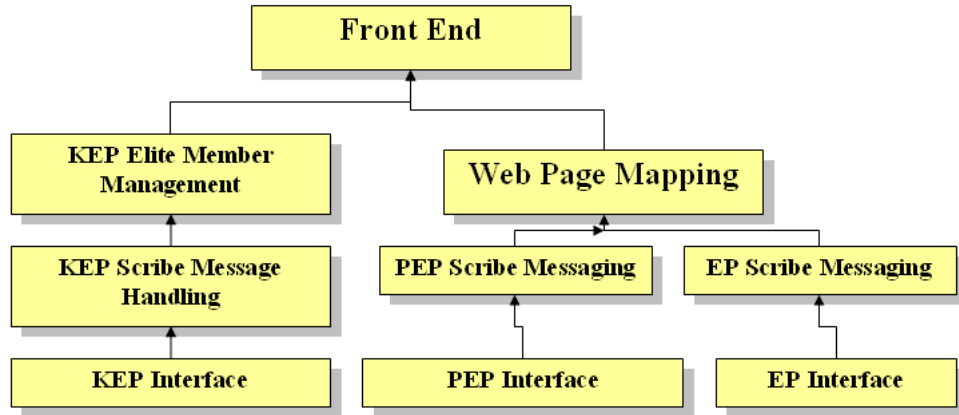 Front End
KEP Elite Member
Management
Web Page Mapping
KEP Scribe Message
Handling
PEP Scribe Messaging
EP Scribe Messaging
KEP Interface
PEP Interface
EP Interface